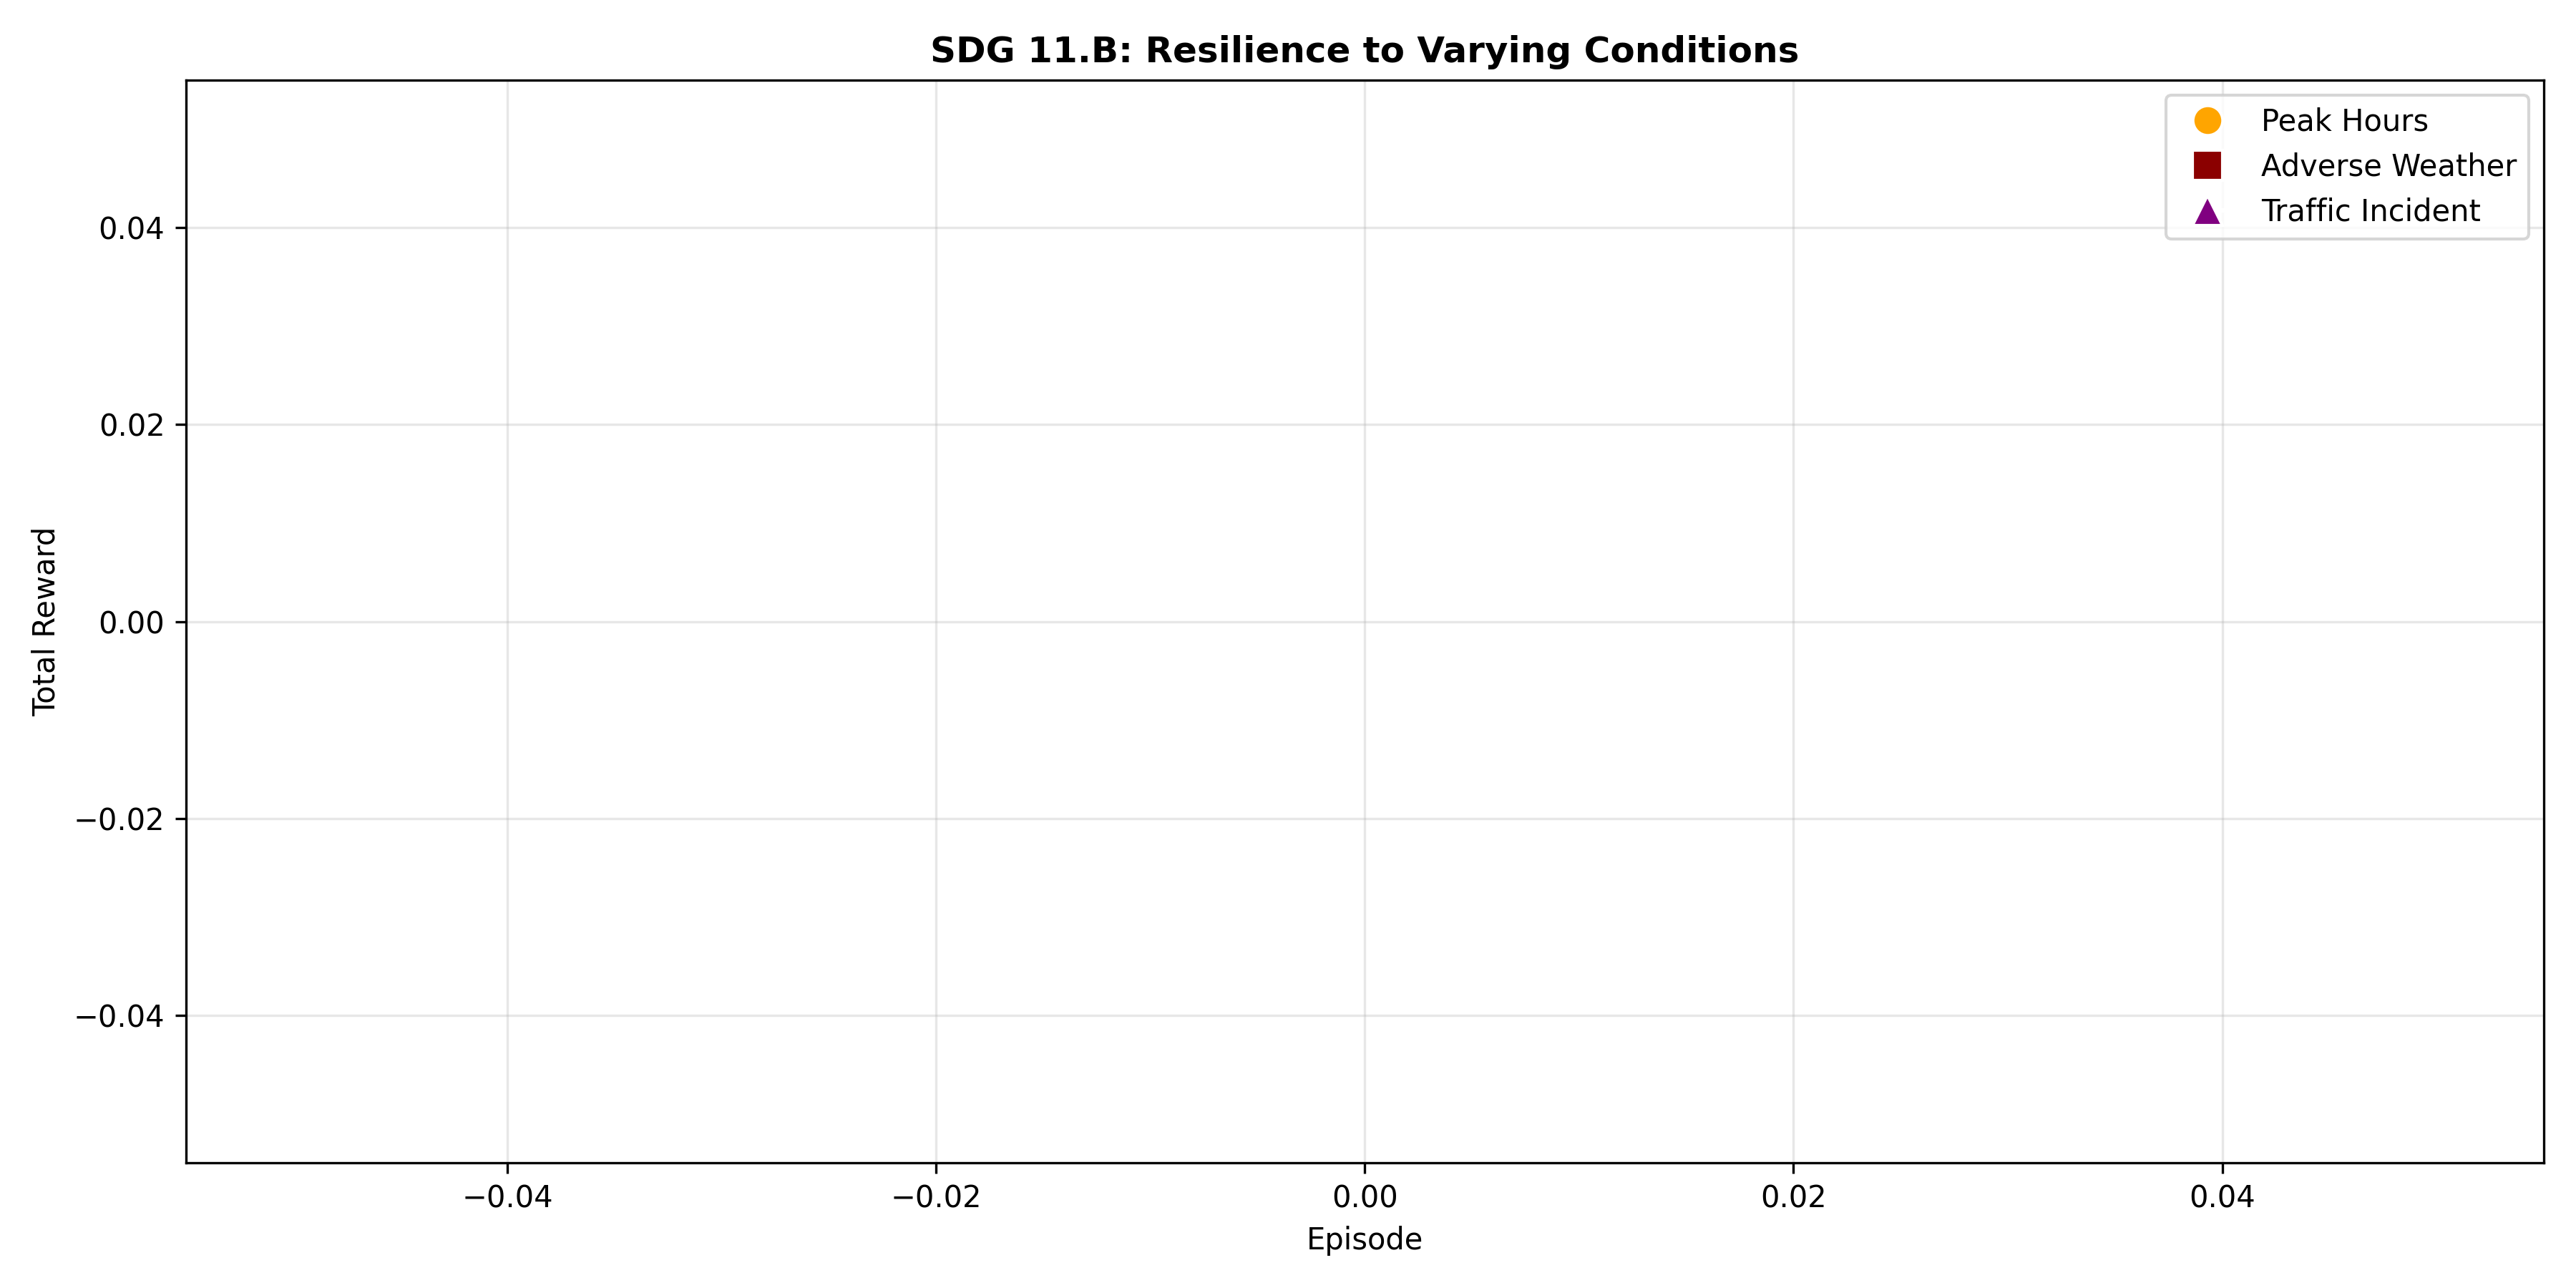 SDG 11.B: Resilience to Varying Conditions
Peak Hours
Adverse Weather
Traffic Incident
Total Reward
0.04
0.02
0.00
−0.02
−0.04
−0.04
−0.02
0.00
0.02
0.04
Episode